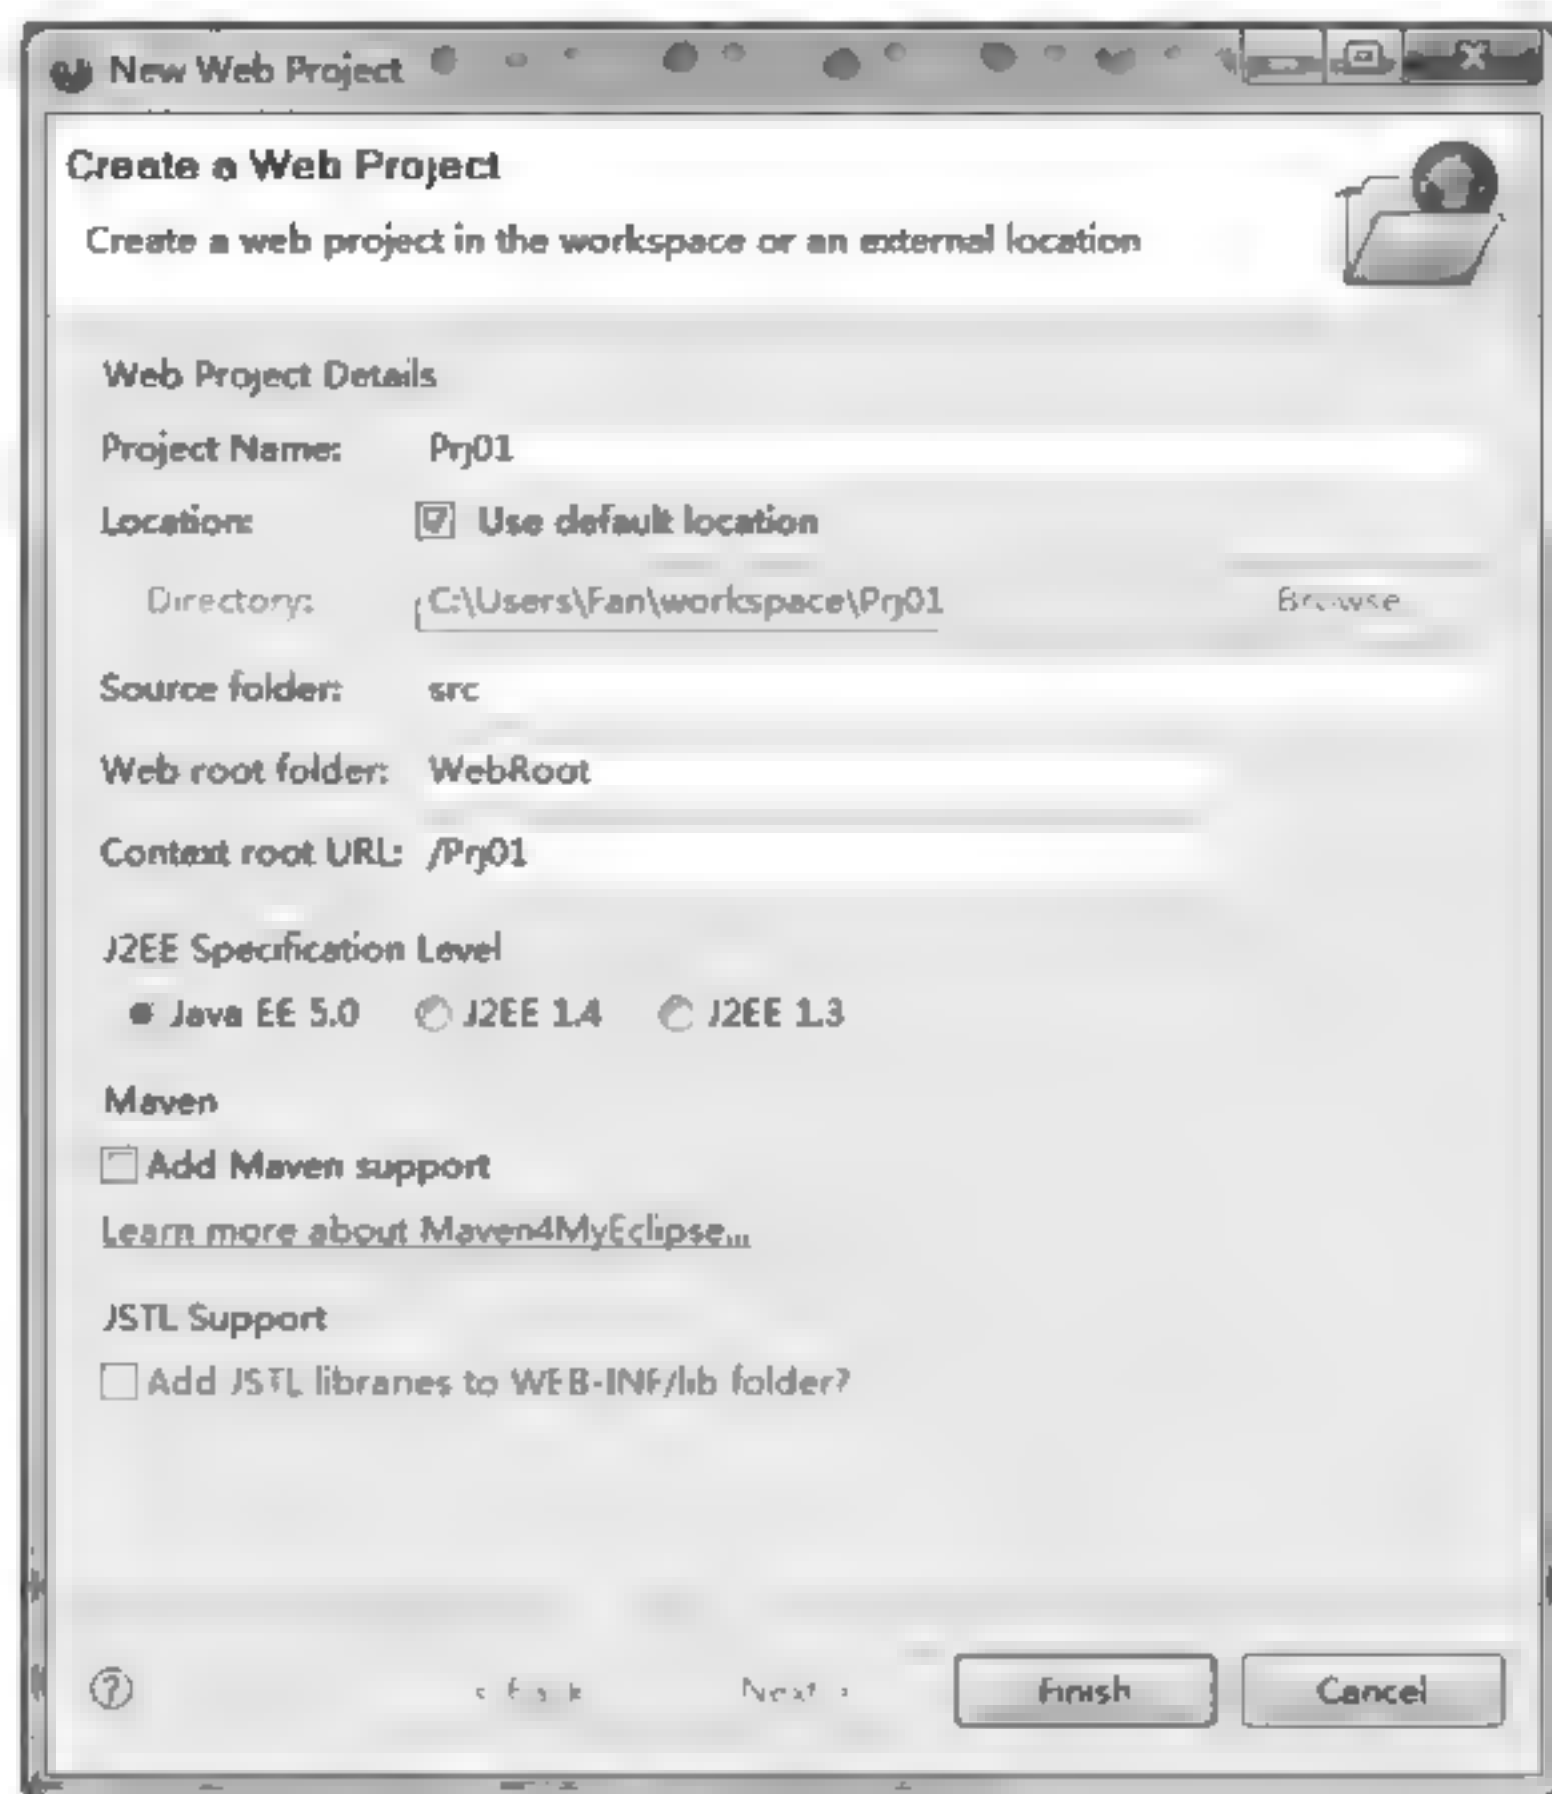 New Web Project
Create a Web Project
Create a web project in the workspace or an external location
Web Project Details
Project Name: Prj01
Location: Use default location
Directory: C:\Users\Fan\workspace\Prj01 Browse
Source folder: src
Web root folder: WebRoot
Context root URL: /Prj01
J2EE Specification Level
Java EE 5.0 J2EE 1.4 J2EE 1.3
Maven
Add Maven support
Learn more about Maven4MyEclipse...
JSTL Support
Add JSTL libraries to WEB-INF/lib folder?
< Back Next > Finish Cancel